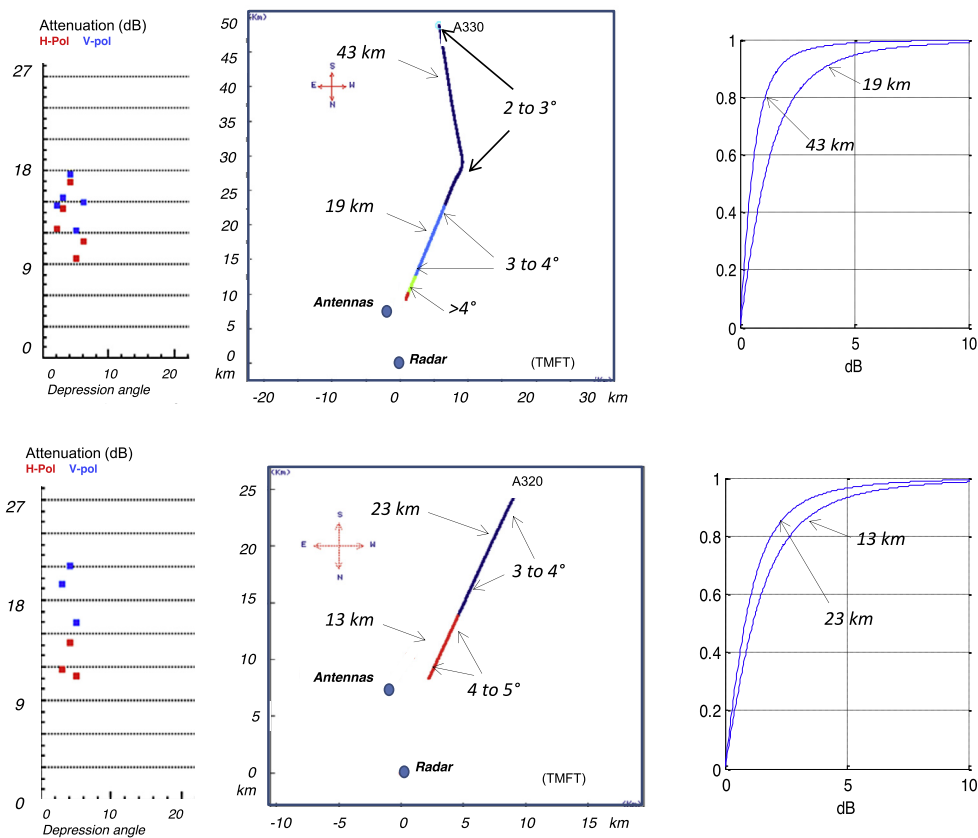 Attenuation (dB)
H-Pol V-pol
27
18
9
0
0 10 20
Depression angle
(Km)
50
45
40
35
30
25
20
15
10
5
0
km
A330
43 km
S
E W
N
2 to 3°
19 km
3 to 4°
>4°
Antennas
Radar
(TMFT)
-20 -10 0 10 20 30 km
1
0.8
0.6
0.4
0.2
0
19 km
43 km
0 5 10
dB
Attenuation (dB)
H-Pol V-pol
27
18
9
0
0 10 20
Depression angle
(Km)
25
20
15
10
5
0
km
A320
23 km
S
E W
N
3 to 4°
13 km
4 to 5°
Antennas
Radar
(TMFT)
-10 -5 0 5 10 15 km
1
0.8
0.6
0.4
0.2
0
13 km
23 km
0 5 10
dB